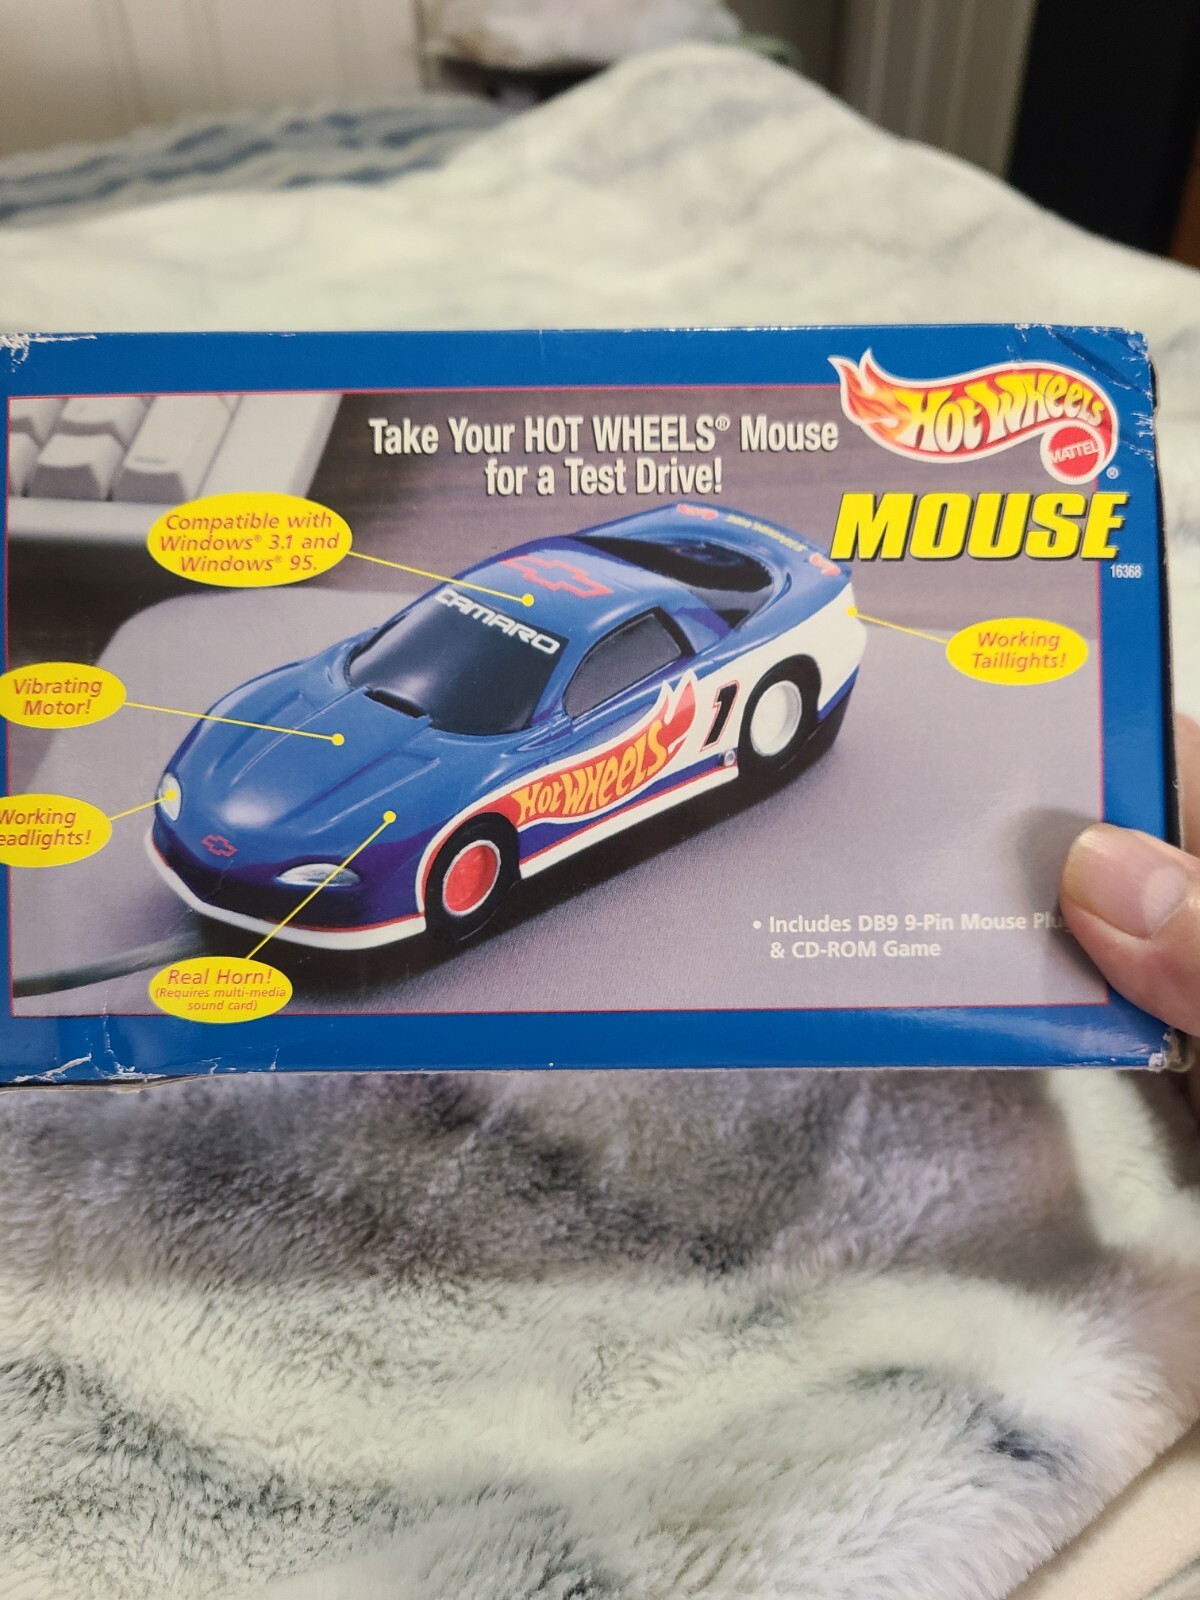 Take Your HOT WHEELS® Mouse
for a Test Drive!
Hot Wheels
MATTEL
®
MOUSE
16368
Compatible with
Windows® 3.1 and
Windows® 95.
CAMARO
Working
Taillights!
Vibrating
Motor!
1
Hot Wheels
Working
eadlights!
• Includes DB9 9-Pin Mouse Plu
& CD-ROM Game
Real Horn!
(Requires multi-media
sound card)